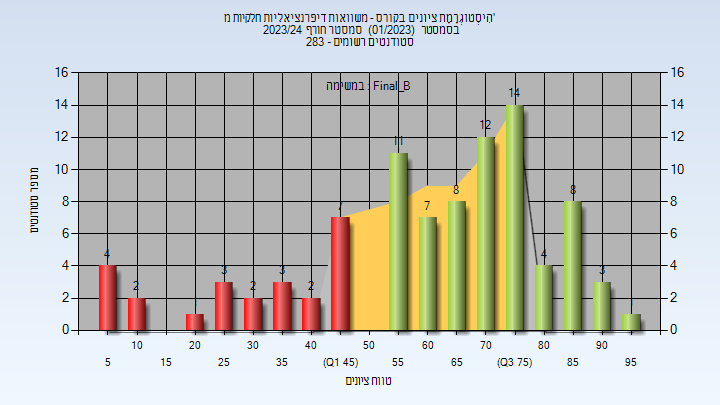 היסטוגרמת ציונים בקורס - משוואות דיפרנציאליות חלקיות מ'
בסמסטר (01/2023) סמסטר חורף 2023/24
סטודנטים רשומים - 283
במשימה : Final_B
מספר סטודנטים
16 16
14 14
12 12
10 10
8 8
6 6
4 4
2 2
0 0
4 2 3 2 3 2 7 11 7 8 12 14 4 8 3 1
10 20 30 40 50 60 70 80 90
5 15 25 35 (Q1 45) 55 65 (Q3 75) 85 95
טווח ציונים